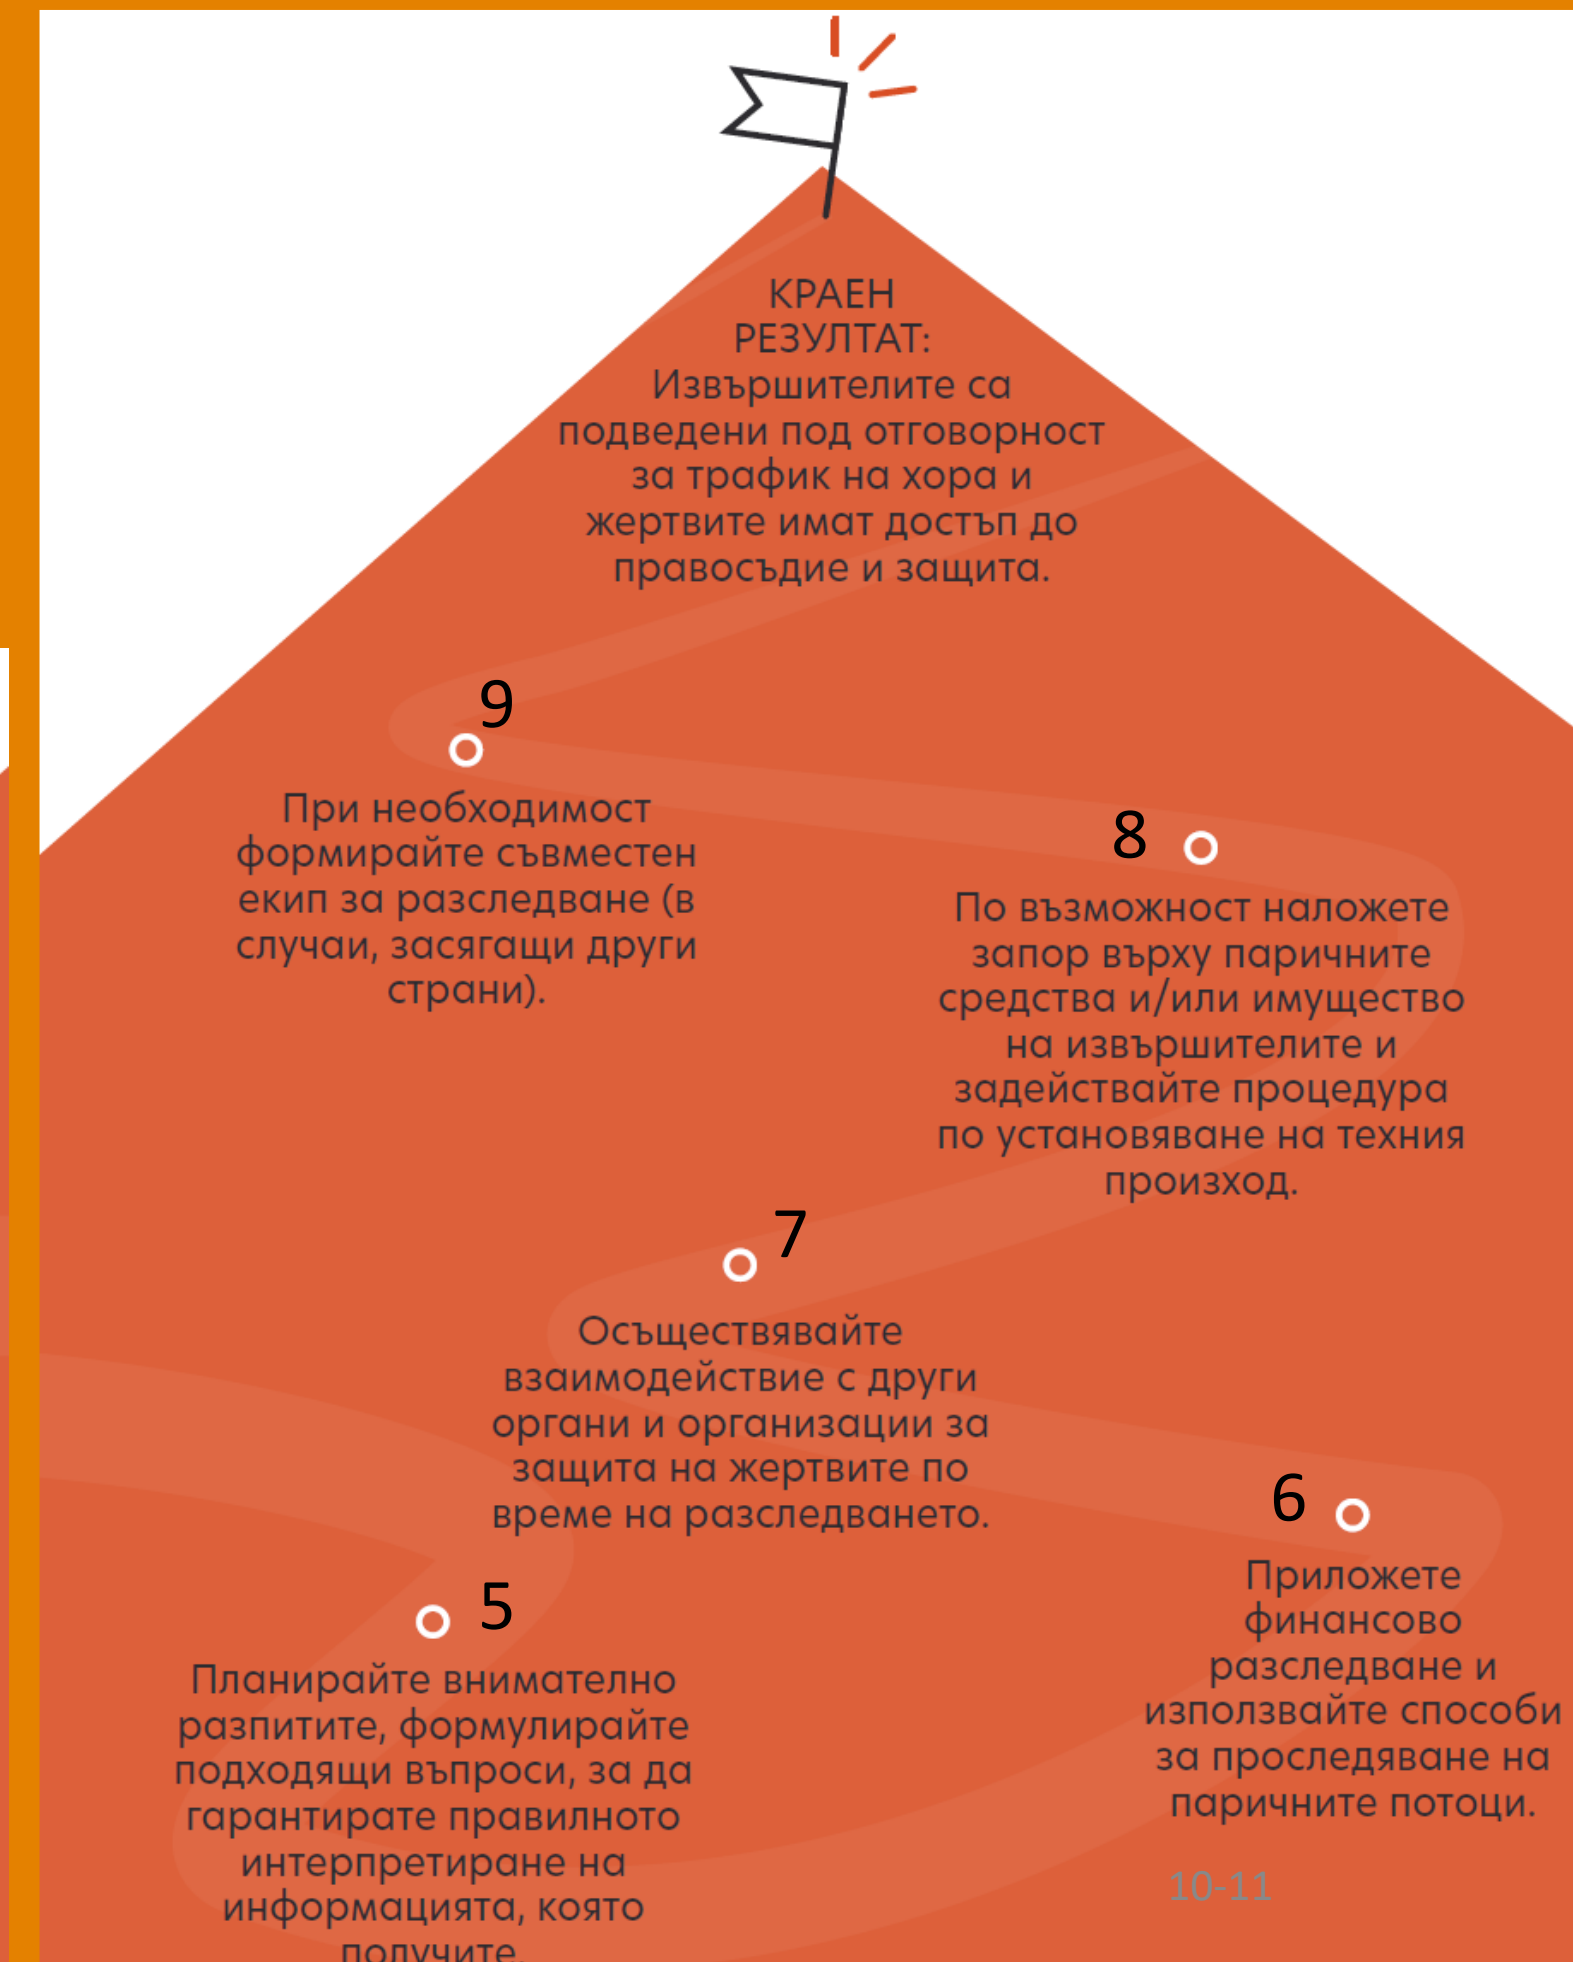 КРАЕН
РЕЗУЛТАТ:
Извършителите са
подведени под отговорност
за трафик на хора и
жертвите имат достъп до
правосъдие и защита.
9
При необходимост
формирайте съвместен
екип за разследване (в
случаи, засягащи други
страни).
8
По възможност наложете
запор върху паричните
средства и/или имущество
на извършителите и
задействайте процедура
по установяване на техния
произход.
7
Осъществявайте
взаимодействие с други
органи и организации за
защита на жертвите по
време на разследването.
6
Приложете
финансово
разследване и
използвайте способи
за проследяване на
паричните потоци.
5
Планирайте внимателно
разпитите, формулирайте
подходящи въпроси, за да
гарантирате правилното
интерпретиране на
информацията, която
получите.
10-11